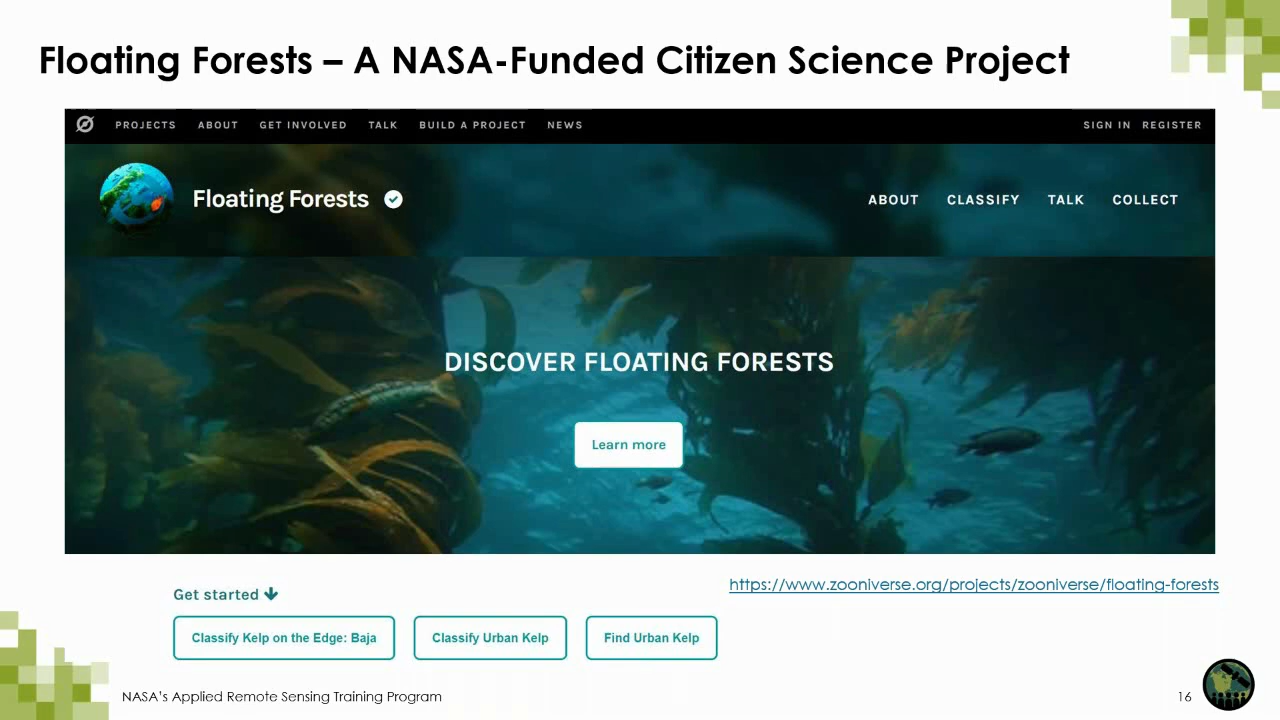 Floating Forests – A NASA-Funded Citizen Science Project
PROJECTS ABOUT GET INVOLVED TALK BUILD A PROJECT NEWS SIGN IN REGISTER
Floating Forests ABOUT CLASSIFY TALK COLLECT
DISCOVER FLOATING FORESTS
Learn more
https://www.zooniverse.org/projects/zooniverse/floating-forests
Get started
Classify Kelp on the Edge: Baja Classify Urban Kelp Find Urban Kelp
NASA's Applied Remote Sensing Training Program 16